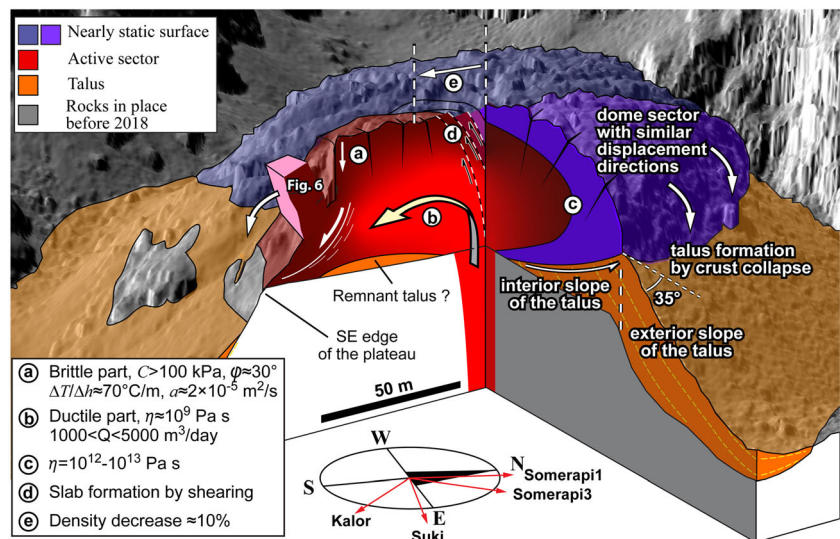 Nearly static surface
Active sector
Talus
Rocks in place
before 2018
e
d
a
Fig. 6
b
c
dome sector
with similar
displacement
directions
talus formation
by crust collapse
35°
interior slope
of the talus
exterior slope
of the talus
Remnant talus ?
SE edge
of the plateau
50 m
a Brittle part, C>100 kPa, φ≈30°
ΔT/Δh≈70°C/m, a≈2×10⁻⁵ m²/s
b Ductile part, η≈10⁹ Pa s
1000<Q<5000 m³/day
c η=10¹²-10¹³ Pa s
d Slab formation by shearing
e Density decrease ≈10%
W
N
S
E
Somerapi1
Somerapi3
Kalor
Suki